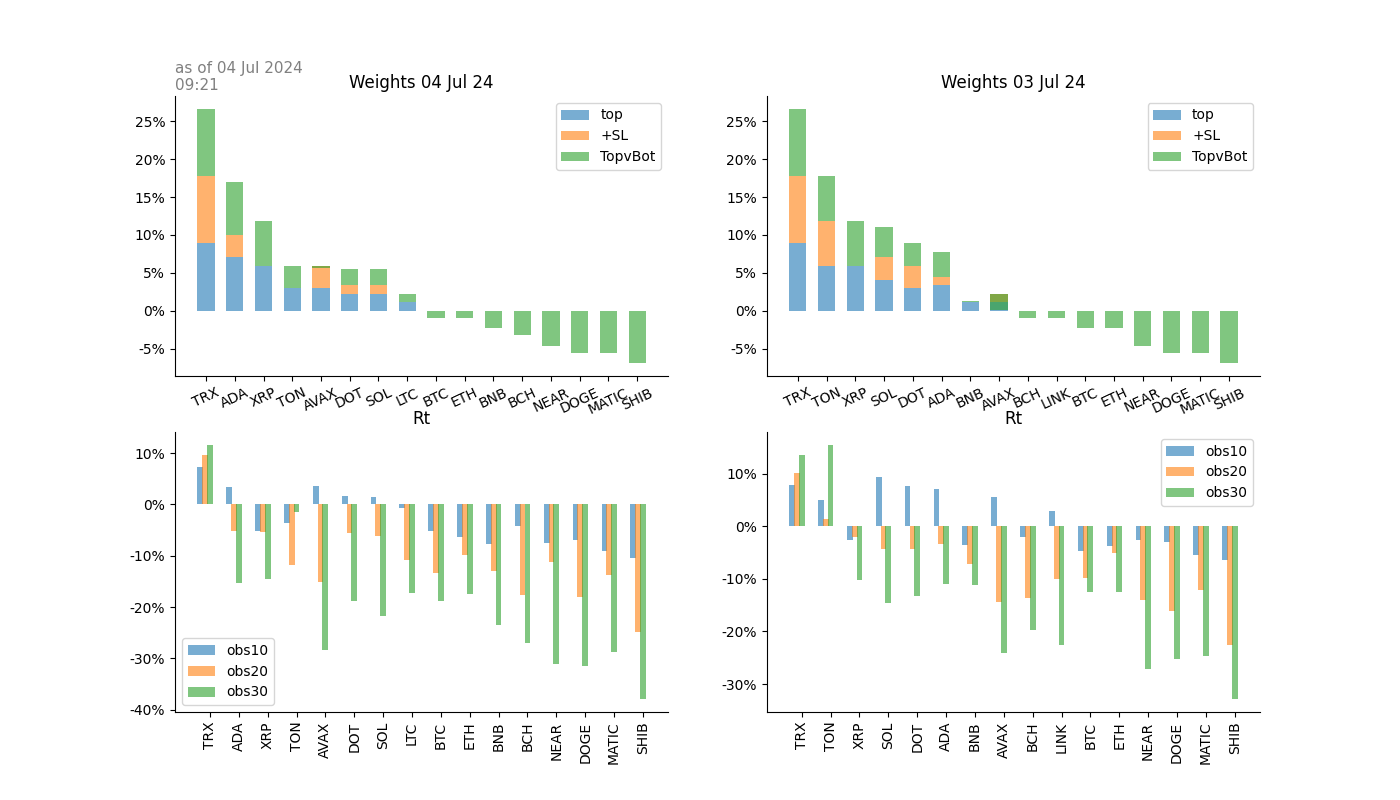 as of 04 Jul 2024
09:21
Weights 04 Jul 24
25%
20%
15%
10%
5%
0%
-5%
top
+SL
TopvBot
TRX ADA XRP TON AVAX DOT SOL LTC BTC ETH BNB BCH NEAR DOGE MATIC SHIB
Weights 03 Jul 24
25%
20%
15%
10%
5%
0%
-5%
top
+SL
TopvBot
TRX TON XRP SOL DOT ADA BNB AVAX BCH LINK BTC ETH NEAR DOGE MATIC SHIB
Rt
10%
0%
-10%
-20%
-30%
-40%
obs10
obs20
obs30
TRX ADA XRP TON AVAX DOT SOL LTC BTC ETH BNB BCH NEAR DOGE MATIC SHIB
Rt
10%
0%
-10%
-20%
-30%
obs10
obs20
obs30
TRX TON XRP SOL DOT ADA BNB AVAX BCH LINK BTC ETH NEAR DOGE MATIC SHIB